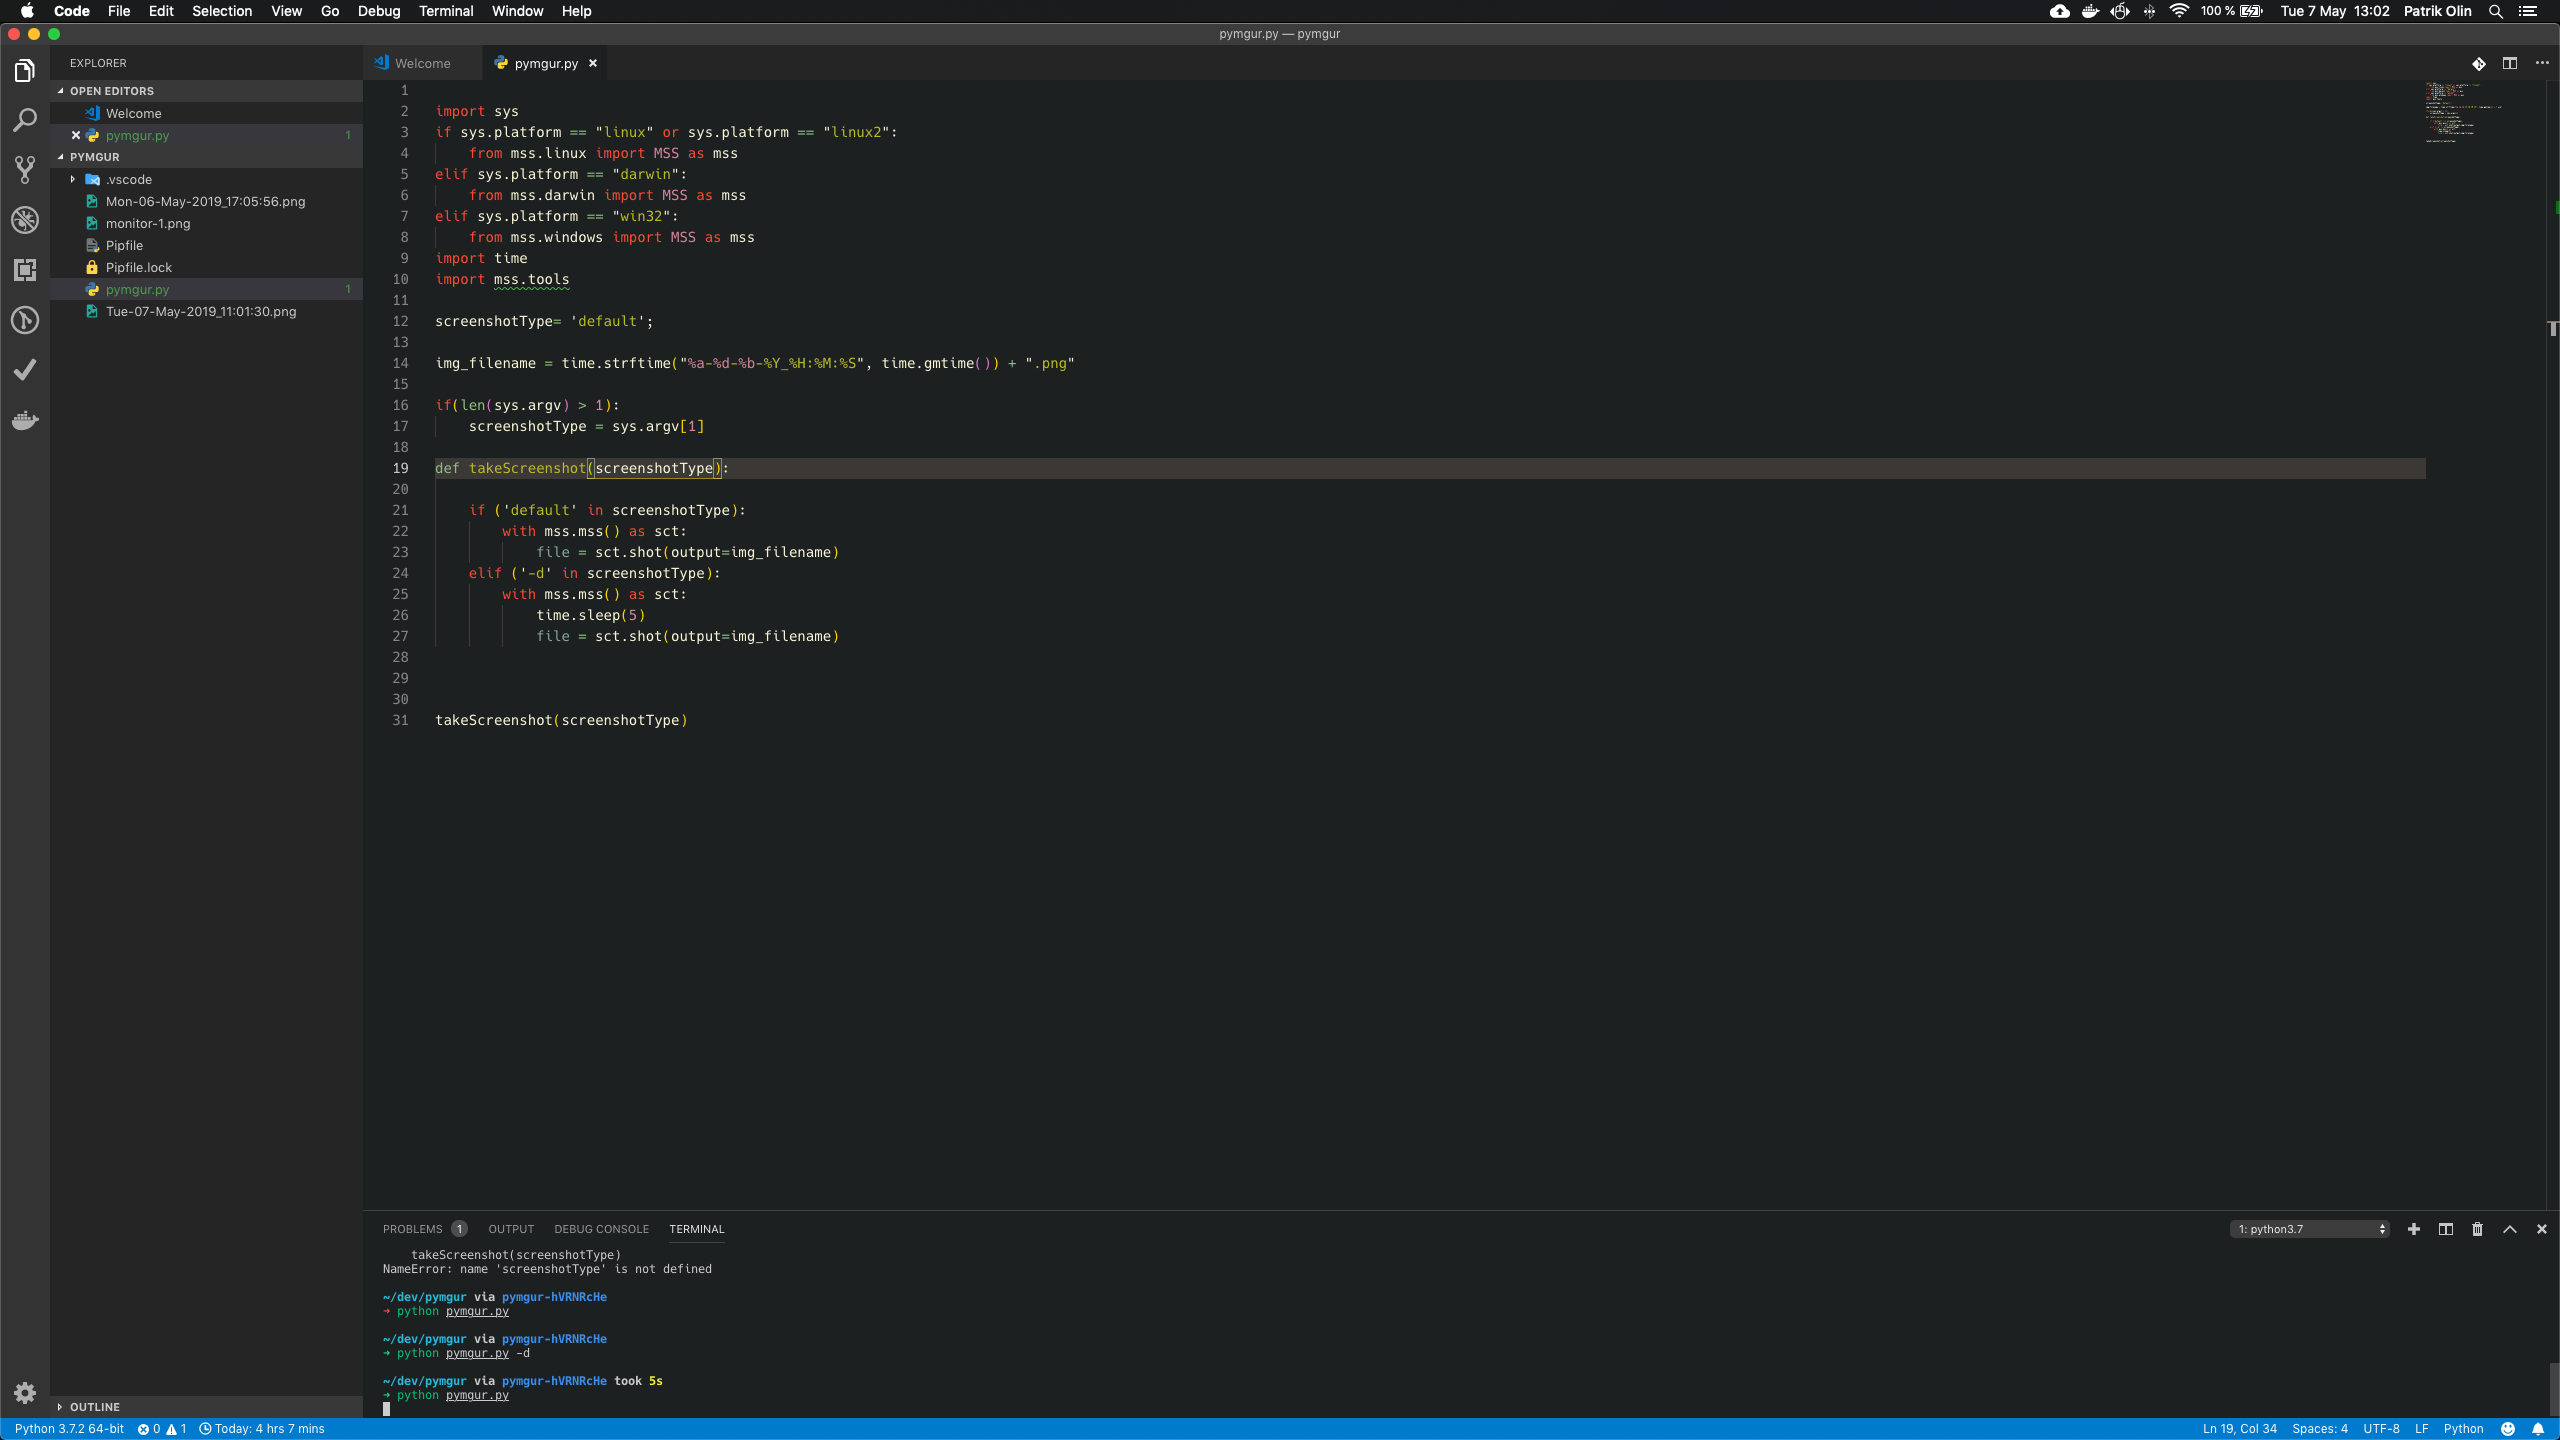 Code File Edit Selection View Go Debug Terminal Window Help 100 % Tue 7 May 13:02 Patrik Olin
pymgur.py — pymgur
EXPLORER
OPEN EDITORS
Welcome
pymgur.py 1
PYMGUR
.vscode
Mon-06-May-2019_17:05:56.png
monitor-1.png
Pipfile
Pipfile.lock
pymgur.py 1
Tue-07-May-2019_11:01:30.png
OUTLINE
Welcome pymgur.py
1
2 import sys
3 if sys.platform == "linux" or sys.platform == "linux2":
4 from mss.linux import MSS as mss
5 elif sys.platform == "darwin":
6 from mss.darwin import MSS as mss
7 elif sys.platform == "win32":
8 from mss.windows import MSS as mss
9 import time
10 import mss.tools
11
12 screenshotType= 'default';
13
14 img_filename = time.strftime("%a-%d-%b-%Y_%H:%M:%S", time.gmtime()) + ".png"
15
16 if(len(sys.argv) > 1):
17 screenshotType = sys.argv[1]
18
19 def takeScreenshot(screenshotType):
20
21 if ('default' in screenshotType):
22 with mss.mss() as sct:
23 file = sct.shot(output=img_filename)
24 elif ('-d' in screenshotType):
25 with mss.mss() as sct:
26 time.sleep(5)
27 file = sct.shot(output=img_filename)
28
29
30
31 takeScreenshot(screenshotType)
PROBLEMS 1 OUTPUT DEBUG CONSOLE TERMINAL 1: python3.7
takeScreenshot(screenshotType)
NameError: name 'screenshotType' is not defined
~/dev/pymgur via pymgur-hVRNRcHe
➜ python pymgur.py
~/dev/pymgur via pymgur-hVRNRcHe
➜ python pymgur.py -d
~/dev/pymgur via pymgur-hVRNRcHe took 5s
➜ python pymgur.py
Python 3.7.2 64-bit 0 1 Today: 4 hrs 7 mins Ln 19, Col 34 Spaces: 4 UTF-8 LF Python